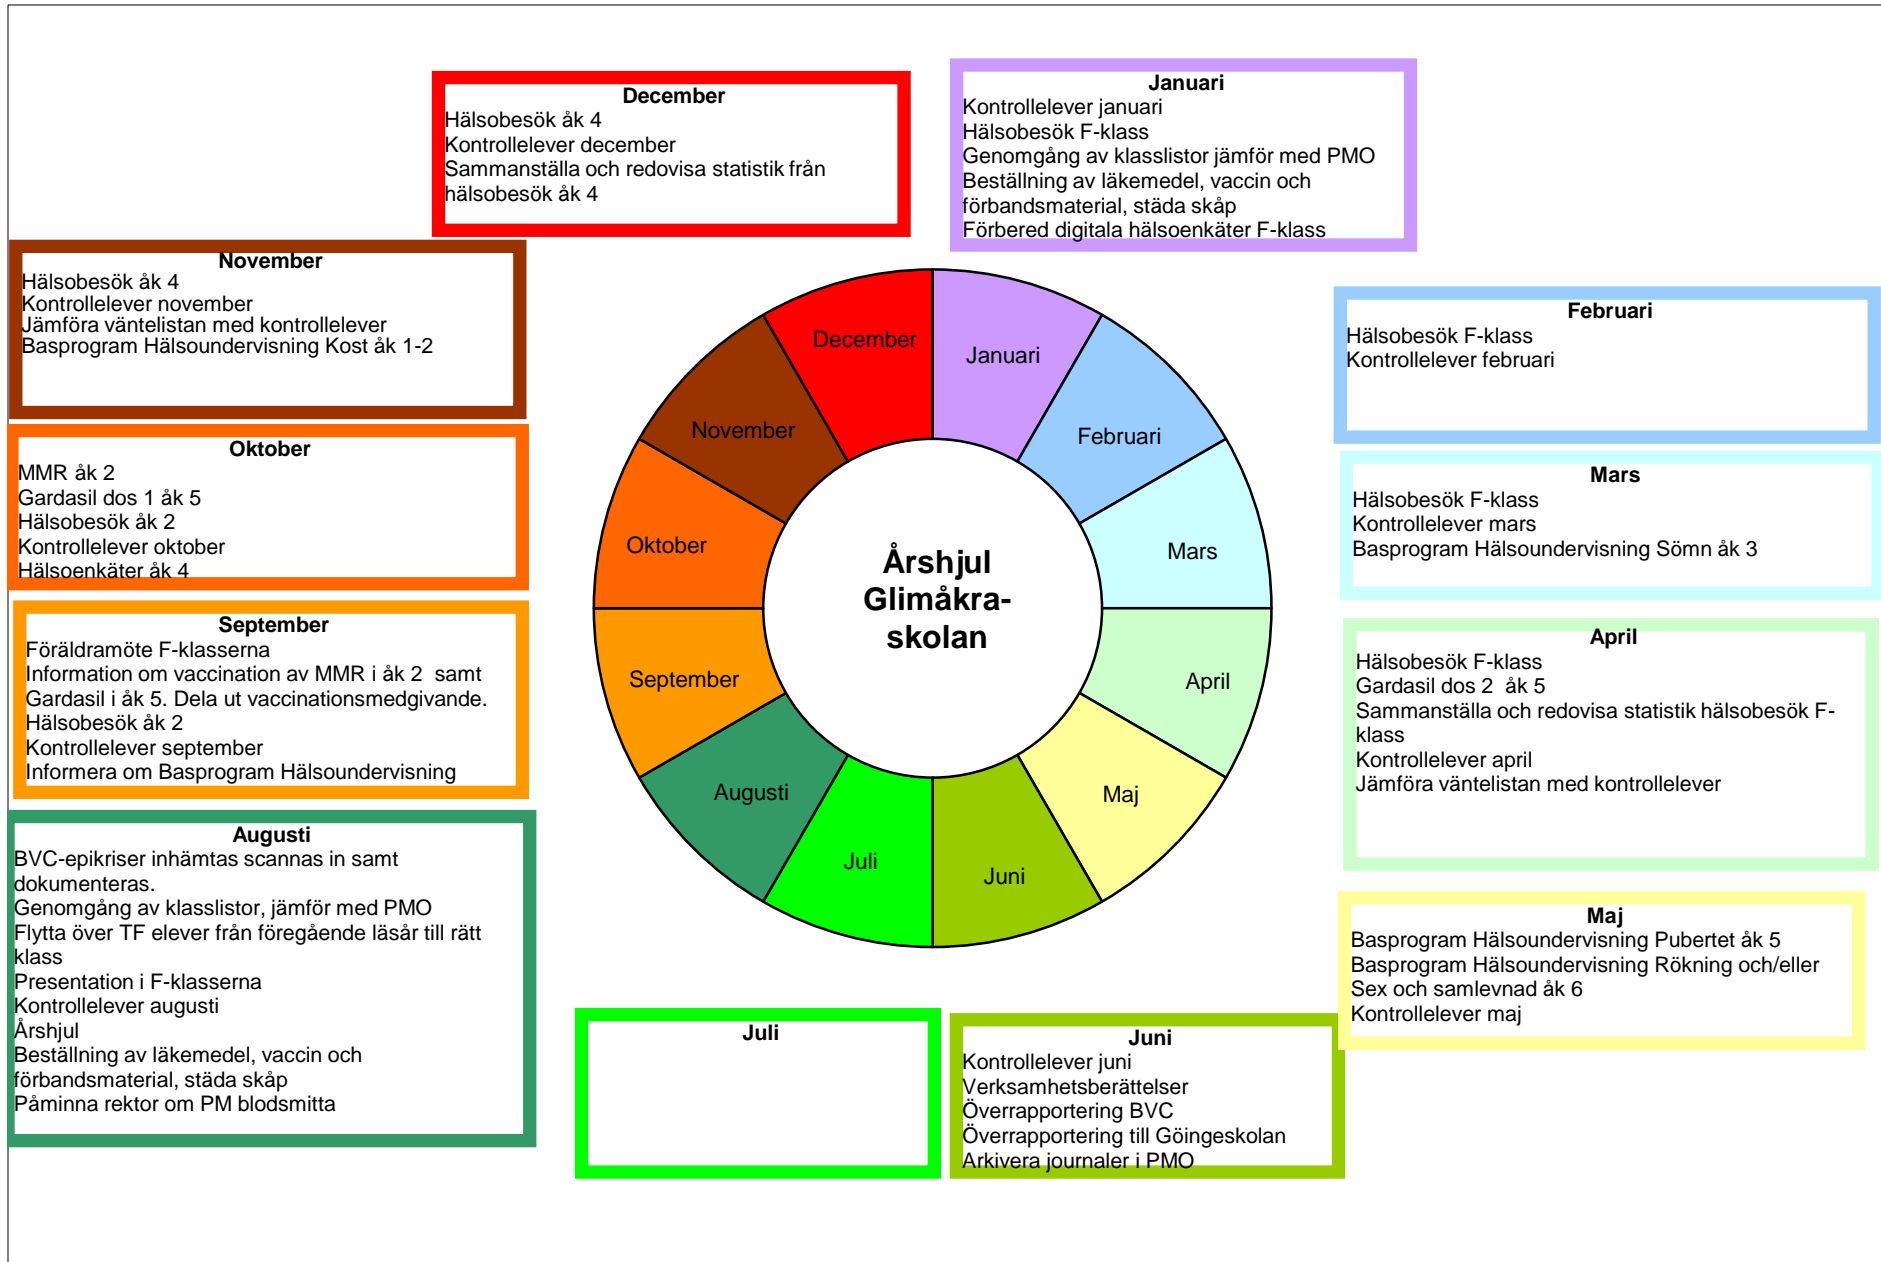 December
Hälsobesök åk 4
Kontrollelever december
Sammanställa och redovisa statistik från
hälsobesök åk 4
Januari
Kontrollelever januari
Hälsobesök F-klass
Genomgång av klasslistor jämför med PMO
Beställning av läkemedel, vaccin och
förbandsmaterial, städa skåp
Förbered digitala hälsoenkäter F-klass
November
Hälsobesök åk 4
Kontrollelever november
Jämföra väntelistan med kontrollelever
Basprogram Hälsoundervisning Kost åk 1-2
Februari
Hälsobesök F-klass
Kontrollelever februari
Oktober
MMR åk 2
Gardasil dos 1 åk 5
Hälsobesök åk 2
Kontrollelever oktober
Hälsoenkäter åk 4
Mars
Hälsobesök F-klass
Kontrollelever mars
Basprogram Hälsoundervisning Sömn åk 3
September
Föräldramöte F-klasserna
Information om vaccination av MMR i åk 2 samt
Gardasil i åk 5. Dela ut vaccinationsmedgivande.
Hälsobesök åk 2
Kontrollelever september
Informera om Basprogram Hälsoundervisning
April
Hälsobesök F-klass
Gardasil dos 2 åk 5
Sammanställa och redovisa statistik hälsobesök F-
klass
Kontrollelever april
Jämföra väntelistan med kontrollelever
Augusti
BVC-epikriser inhämtas scannas in samt
dokumenteras.
Genomgång av klasslistor, jämför med PMO
Flytta över TF elever från föregående läsår till rätt
klass
Presentation i F-klasserna
Kontrollelever augusti
Årshjul
Beställning av läkemedel, vaccin och
förbandsmaterial, städa skåp
Påminna rektor om PM blodsmitta
Maj
Basprogram Hälsoundervisning Pubertet åk 5
Basprogram Hälsoundervisning Rökning och/eller
Sex och samlevnad åk 6
Kontrollelever maj
Juli
Juni
Kontrollelever juni
Verksamhetsberättelser
Överrapportering BVC
Överrapportering till Göingeskolan
Arkivera journaler i PMO
December
Januari
November
Februari
Oktober
Mars
Årshjul
Glimåkra-
skolan
September
April
Augusti
Maj
Juli
Juni